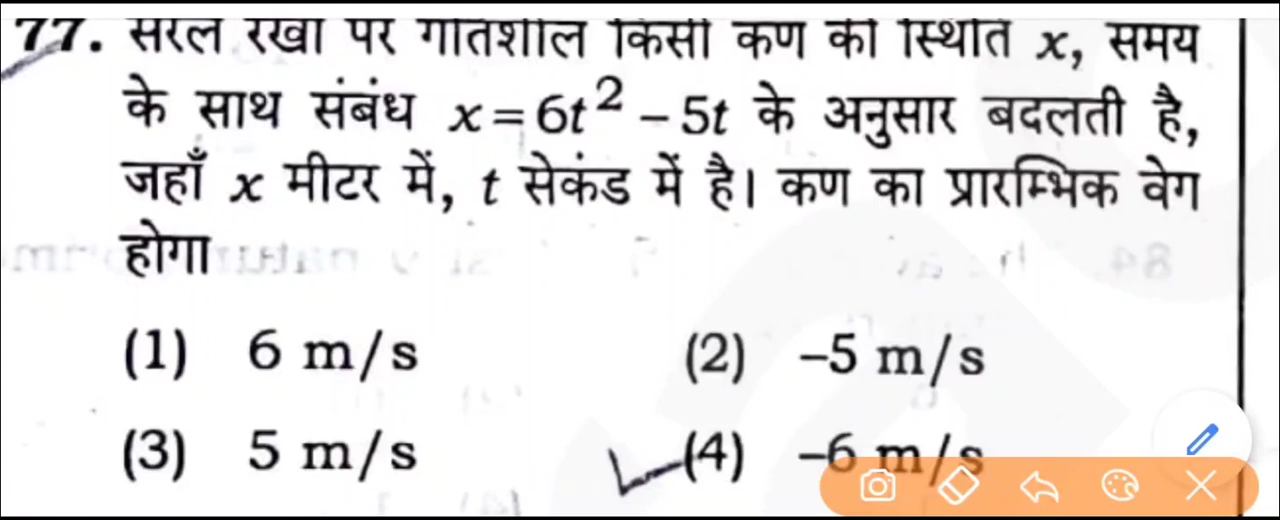 77. सरल रेखा पर गतिशील किसी कण की स्थिति x, समय
के साथ संबंध x = 6t² – 5t के अनुसार बदलती है,
जहाँ x मीटर में, t सेकंड में है। कण का प्रारम्भिक वेग
होगा
(1) 6 m/s (2) –5 m/s
(3) 5 m/s (4) –6 m/s